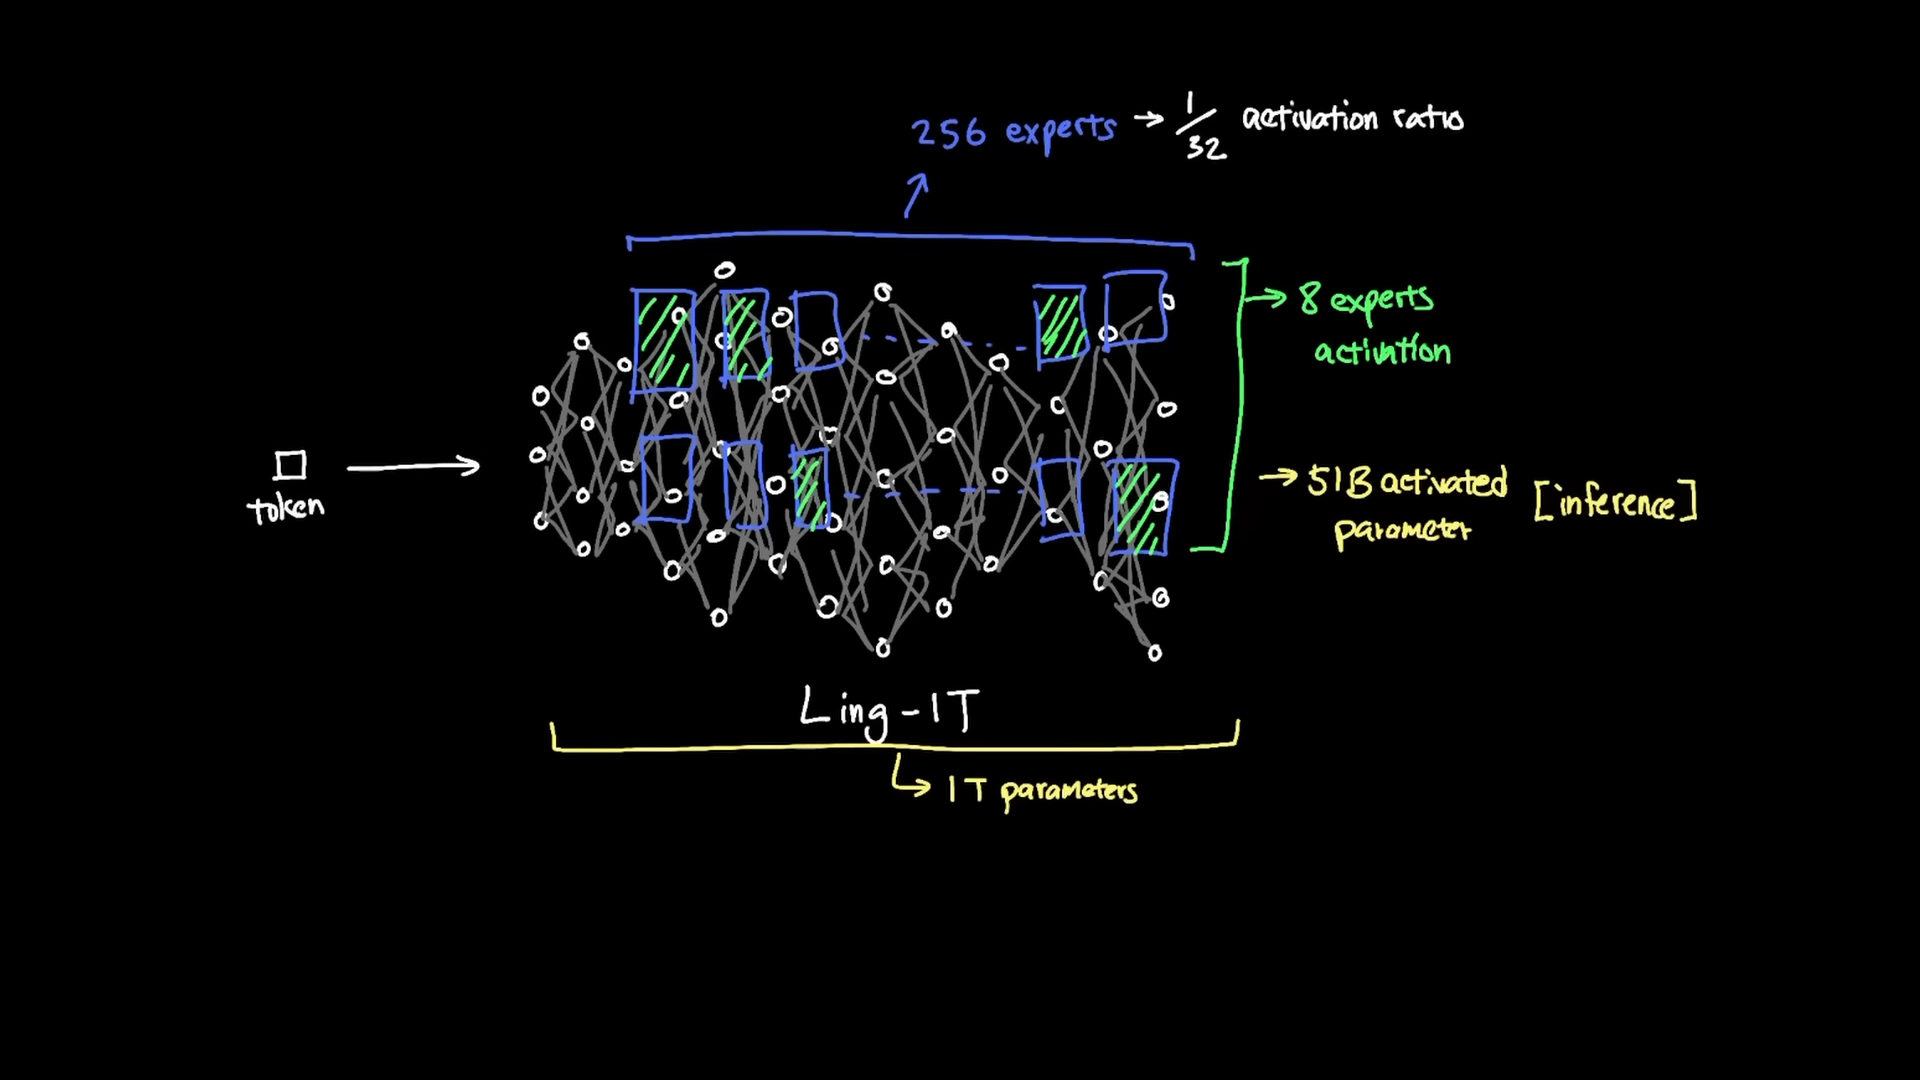 256 experts → 1/32 activation ratio
→ 8 experts
activation
→ 51B activated
parameter [inference]
token
Ling-1T
1T parameters